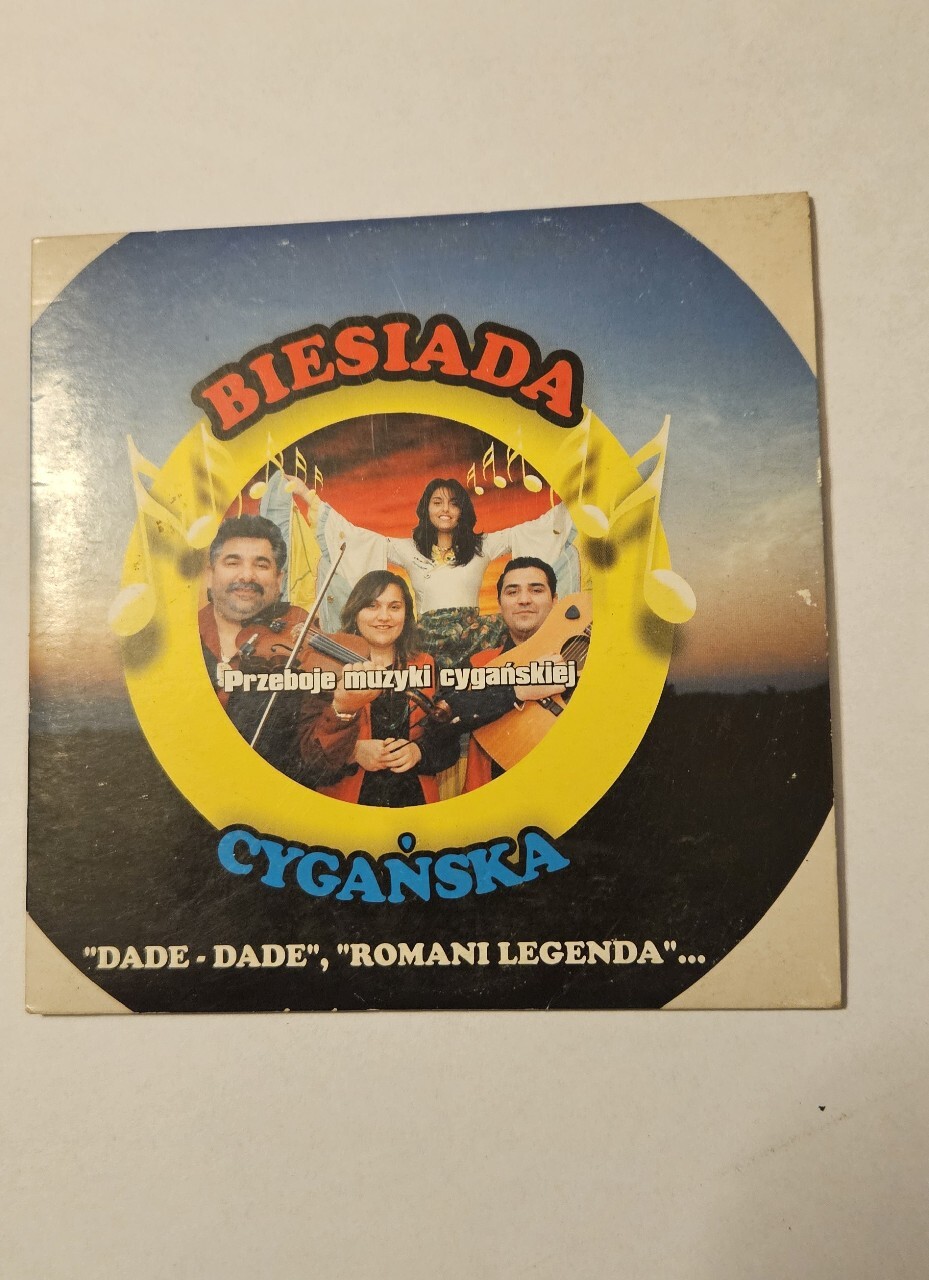 BIESIADA
Przeboje muzyki cygańskiej
CYGAŃSKA
"DADE - DADE", "ROMANI LEGENDA"...